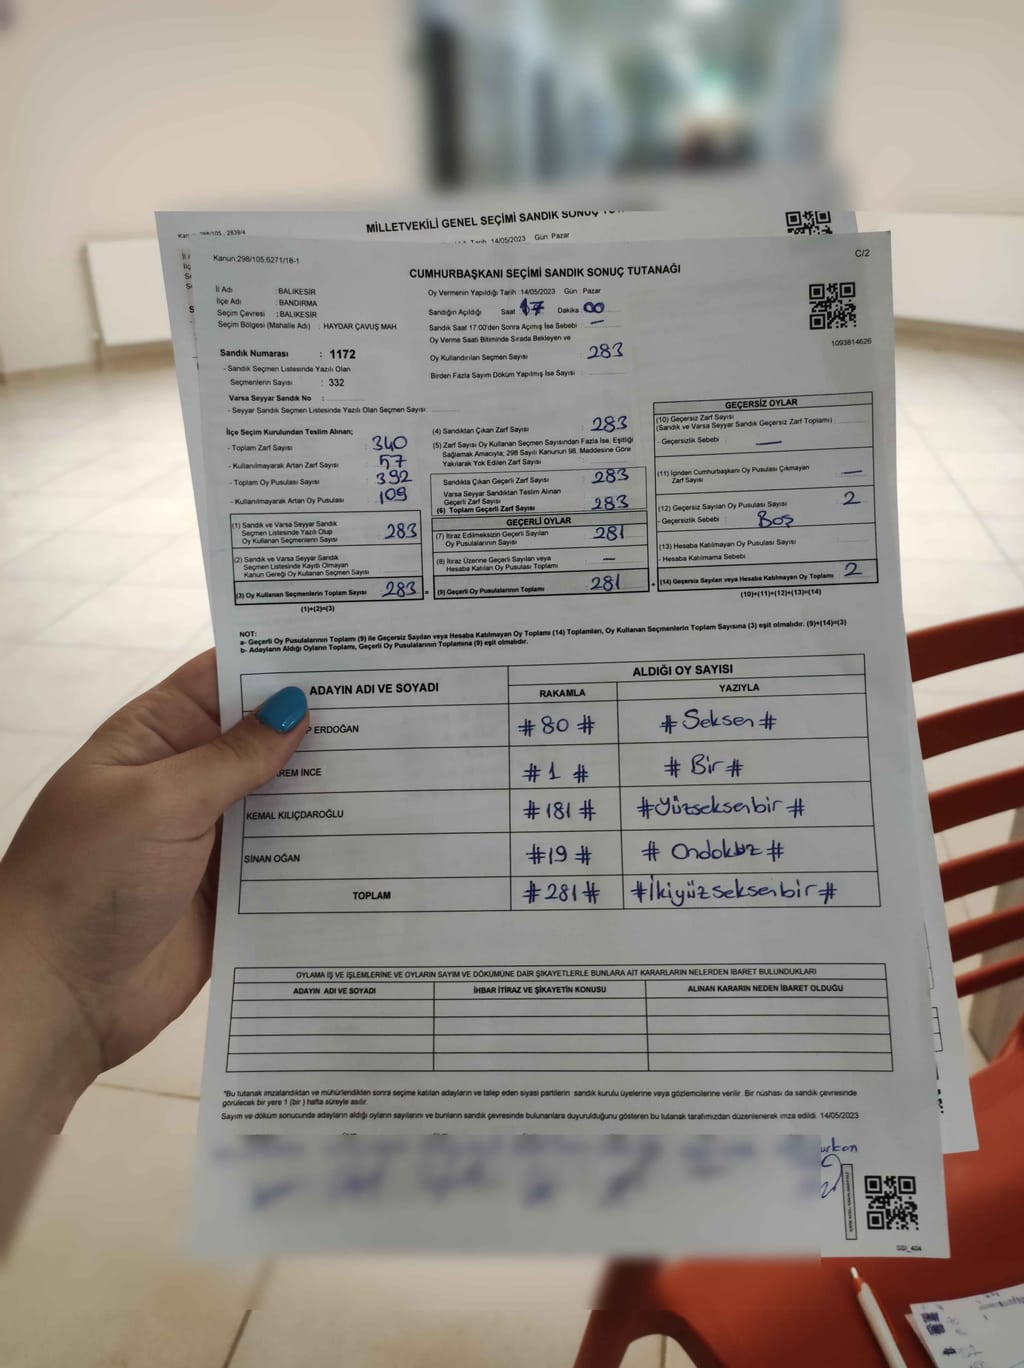 MİLLETVEKİLİ GENEL SEÇİMİ SANDIK SONUÇ
Tarih 14/05/2023 Gün: Pazar
Kanun:298/105;6271/18-1
C/2
CUMHURBAŞKANI SEÇİMİ SANDIK SONUÇ TUTANAĞI
İl Adı : BALIKESİR
İlçe Adı : BANDIRMA
Seçim Çevresi : BALIKESİR
Seçim Bölgesi (Mahalle Adı) : HAYDAR ÇAVUŞ MAH
Oy Vermenin Yapıldığı Tarih :14/05/2023 Gün : Pazar
Sandığın Açıldığı Saat 17 Dakika 00
Sandık Saat 17.00'den Sonra Açımış İse Sebebi —
Oy Verme Saati Bitiminde Sırada Bekleyen ve
Oy Kullandırılan Seçmen Sayısı 283
Birden Fazla Sayım Döküm Yapılmış İse Sayısı
1093814626
Sandık Numarası : 1172
- Sandık Seçmen Listesinde Yazılı Olan
Seçmenlerin Sayısı : 332
Varsa Seyyar Sandık No :
- Seyyar Sandık Seçmen Listesinde Yazılı Olan Seçmen Sayısı:
İlçe Seçim Kurulundan Teslim Alınan;
- Toplam Zarf Sayısı 340
- Kullanılmayarak Artan Zarf Sayısı 57
- Toplam Oy Pusulası Sayısı 392
- Kullanılmayarak Artan Oy Pusulası 109
(1) Sandık ve Varsa Seyyar Sandık
Seçmen Listesinde Yazılı Olup
Oy Kullanan Seçmenlerin Sayısı 283
(2) Sandık ve Varsa Seyyar Sandık
Seçmen Listesinde Kayıtlı Olmayan
Kanun Gereği Oy Kullanan Seçmen Sayısı
(3) Oy Kullanan Seçmenlerin Toplam Sayısı 283 =
(1)+(2)=(3)
(4) Sandıktan Çıkan Zarf Sayısı 283
(5) Zarf Sayısı Oy Kullanan Seçmen Sayısından Fazla İse, Eşitliği
Sağlamak Amacıyla; 298 Sayılı Kanunun 98. Maddesine Göre
Yakılarak Yok Edilen Zarf Sayısı
Sandıkta Çıkan Geçerli Zarf Sayısı 283
Varsa Seyyar Sandıktan Teslim Alınan
Geçerli Zarf Sayısı
(6) Toplam Geçerli Zarf Sayısı 283
GEÇERLİ OYLAR
(7) İtiraz Edilmeksizin Geçerli Sayılan
Oy Pusulalarının Sayısı 281
(8) İtiraz Üzerine Geçerli Sayılan veya
Hesaba Katılan Oy Pusulası Toplamı —
(9) Geçerli Oy Pusulalarının Toplamı 281 +
GEÇERSİZ OYLAR
(10) Geçersiz Zarf Sayısı
(Sandık ve Varsa Seyyar Sandık Geçersiz Zarf Toplamı)
- Geçersizlik Sebebi —
(11) İçinden Cumhurbaşkanı Oy Pusulası Çıkmayan
Zarf Sayısı —
(12) Geçersiz Sayılan Oy Pusulası Sayısı 2
- Geçersizlik Sebebi Boş
(13) Hesaba Katılmayan Oy Pusulası Sayısı
- Hesaba Katılmama Sebebi
(14) Geçersiz Sayılan veya Hesaba Katılmayan Oy Toplamı 2
(10)+(11)+(12)+(13)=(14)
NOT:
a- Geçerli Oy Pusulalarının Toplamı (9) ile Geçersiz Sayılan veya Hesaba Katılmayan Oy Toplamı (14) Toplamları, Oy Kullanan Seçmenlerin Toplam Sayısına (3) eşit olmalıdır. (9)+(14)=(3)
b- Adayların Aldığı Oyların Toplamı, Geçerli Oy Pusulalarının Toplamına (9) eşit olmalıdır.
ADAYIN ADI VE SOYADI
ALDIĞI OY SAYISI
RAKAMLA YAZIYLA
P ERDOĞAN #80# #Seksen#
REM İNCE #1# #Bir#
KEMAL KILIÇDAROĞLU #181# #Yüzseksenbir#
SİNAN OĞAN #19# #Ondokuz#
TOPLAM #281# #İkiyüzseksenbir#
OYLAMA İŞ VE İŞLEMLERİNE VE OYLARIN SAYIM VE DÖKÜMÜNE DAİR ŞİKAYETLERLE BUNLARA AİT KARARLARIN NELERDEN İBARET BULUNDUKLARI
ADAYIN ADI VE SOYADI İHBAR İTİRAZ VE ŞİKAYETİN KONUSU ALINAN KARARIN NEDEN İBARET OLDUĞU
*Bu tutanak imzalandıktan ve mühürlendikten sonra seçime katılan adayların ve talep eden siyasi partilerin sandık kurulu üyelerine veya gözlemcilerine verilir. Bir nüshası da sandık çevresinde
görülecek bir yere 1 (bir) hafta süreyle asılır.
Sayım ve döküm sonucunda adayların aldığı oyların sayılarını ve bunların sandık çevresinde bulunanlara duyurulduğunu gösteren bu tutanak tarafımızdan düzenlenerek imza edildi. 14/05/2023
urkan